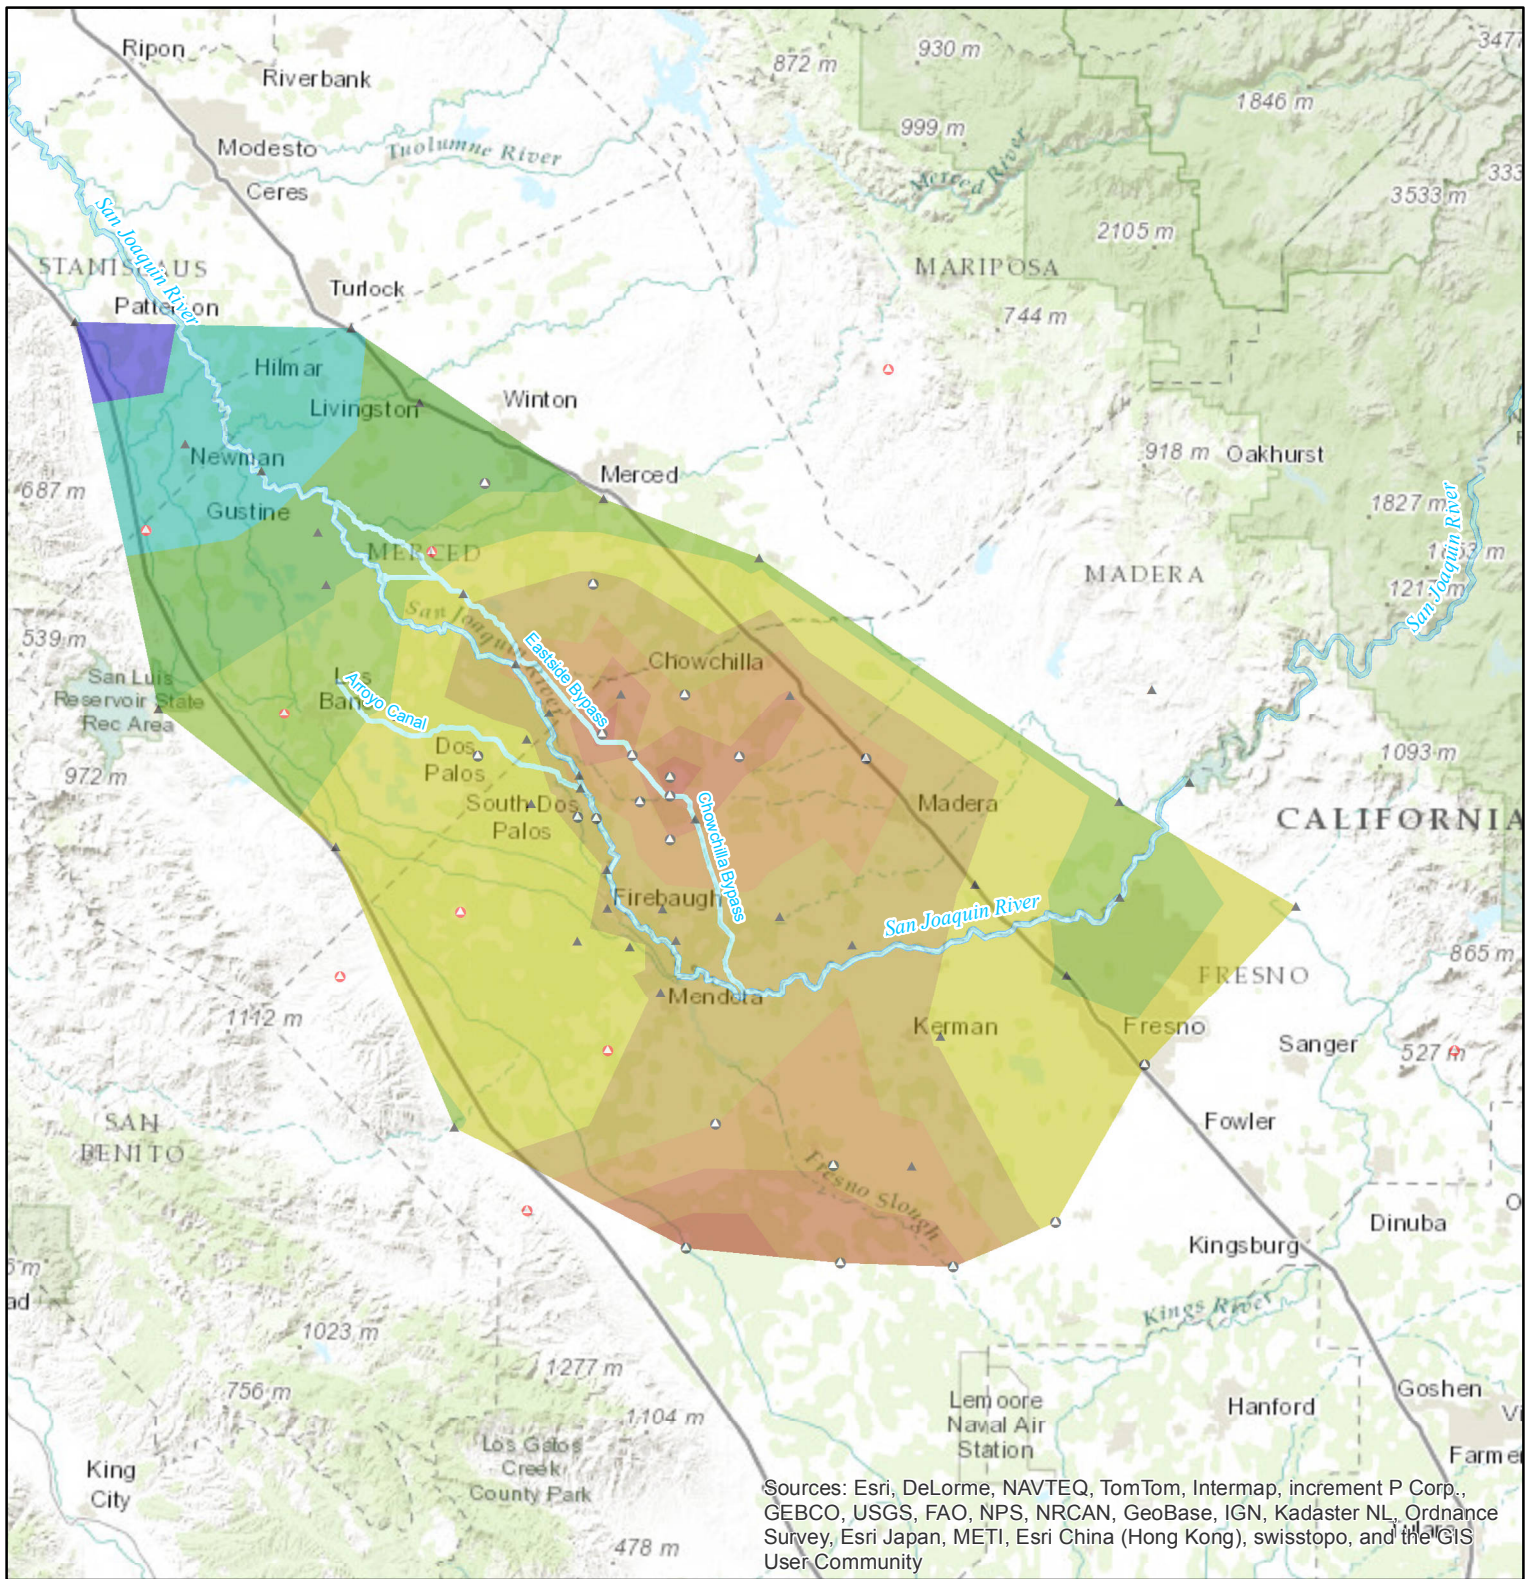 Ripon
930 m
3477
872 m
Riverbank
1846 m
999 m
Modesto
Tuolumne River
Merced River
333
Ceres
3533 m
San Joaquin River
2105 m
STANISLAUS
MARIPOSA
Turlock
Patterson
744 m
Hilmar
Livingston
Winton
Newman
918 m
Oakhurst
Merced
687 m
Gustine
1827 m
San Joaquin River
MERCED
MADERA
San Joaquin River
539 m
Eastside Bypass
Chowchilla
San Luis
Reservoir State
Rec Area
Los
Banos
Arroyo Canal
Dos
Palos
972 m
1093 m
South Dos
Palos
Chowchilla Bypass
Madera
CALIFORNIA
Firebaugh
San Joaquin River
865 m
FRESNO
Mendota
1112 m
Kerman
Fresno
Sanger
527 m
SAN
BENITO
Fowler
Fresno Slough
Dinuba
Kingsburg
ad
Kings River
1023 m
1277 m
756 m
Goshen
1104 m
Lemoore
Naval Air
Station
Hanford
Los Gatos
Creek
County Park
Farme
King
City
Sources: Esri, DeLorme, NAVTEQ, TomTom, Intermap, increment P Corp.,
GEBCO, USGS, FAO, NPS, NRCAN, GeoBase, IGN, Kadaster NL, Ordnance
Survey, Esri Japan, METI, Esri China (Hong Kong), swisstopo, and the GIS
User Community
Tulare
478 m